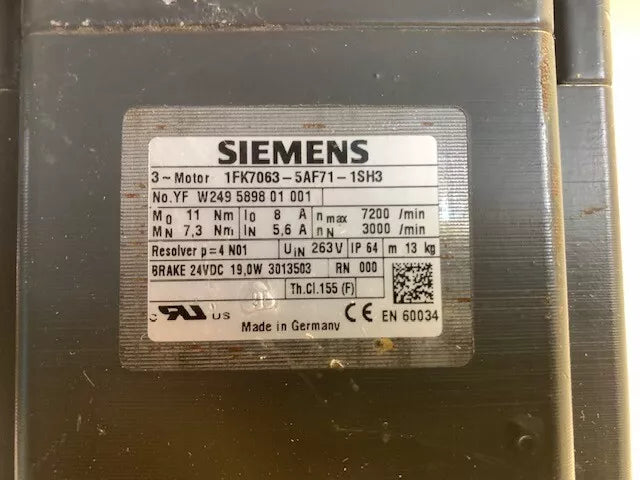 SIEMENS
3~Motor 1FK7063-5AF71-1SH3
No.YF W249 5898 01 001
M0 11 Nm I0 8 A nmax 7200 /min
MN 7,3 Nm IN 5,6 A nN 3000 /min
Resolver p=4 N01 UIN 263V IP 64 m 13 kg
BRAKE 24VDC 19,0W 3013503 RN 000
Th.Cl.155 (F)
C RU US CE EN 60034
Made in Germany